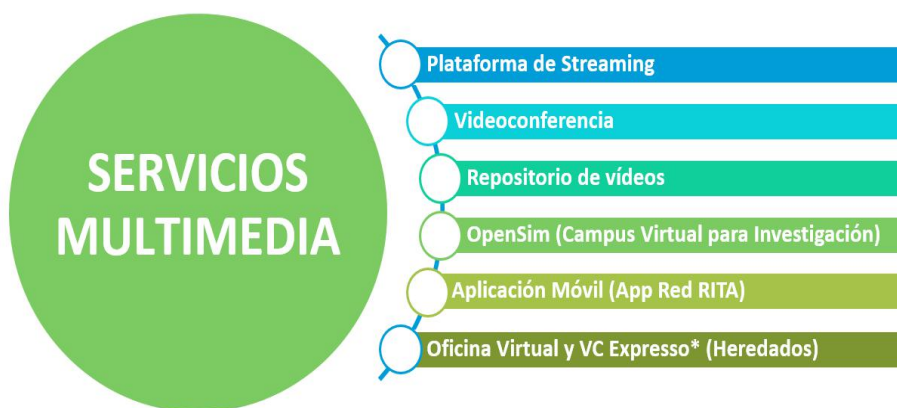 SERVICIOS
MULTIMEDIA
Plataforma de Streaming
Videoconferencia
Repositorio de vídeos
OpenSim (Campus Virtual para Investigación)
Aplicación Móvil (App Red RITA)
Oficina Virtual y VC Expresso* (Heredados)